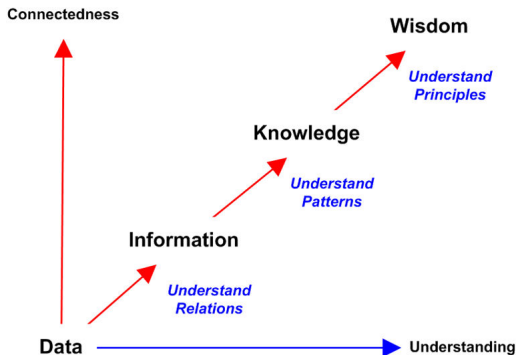 Connectedness
Wisdom
Understand
Principles
Knowledge
Understand
Patterns
Information
Understand
Relations
Data
Understanding